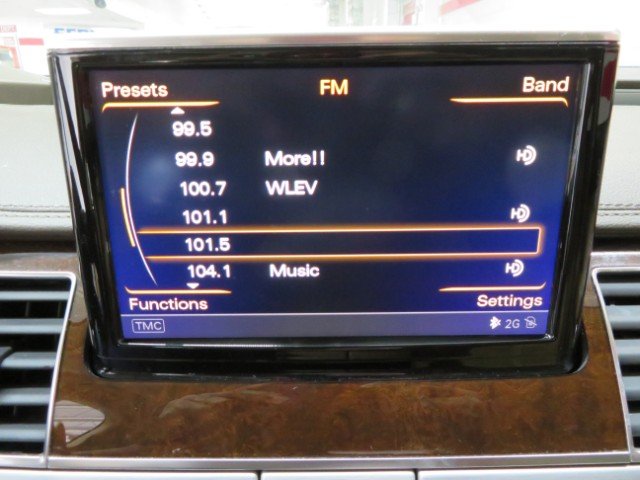 Presets FM Band
99.5
99.9 More!!
100.7 WLEV
101.1
101.5
104.1 Music
Functions Settings
TMC 2G